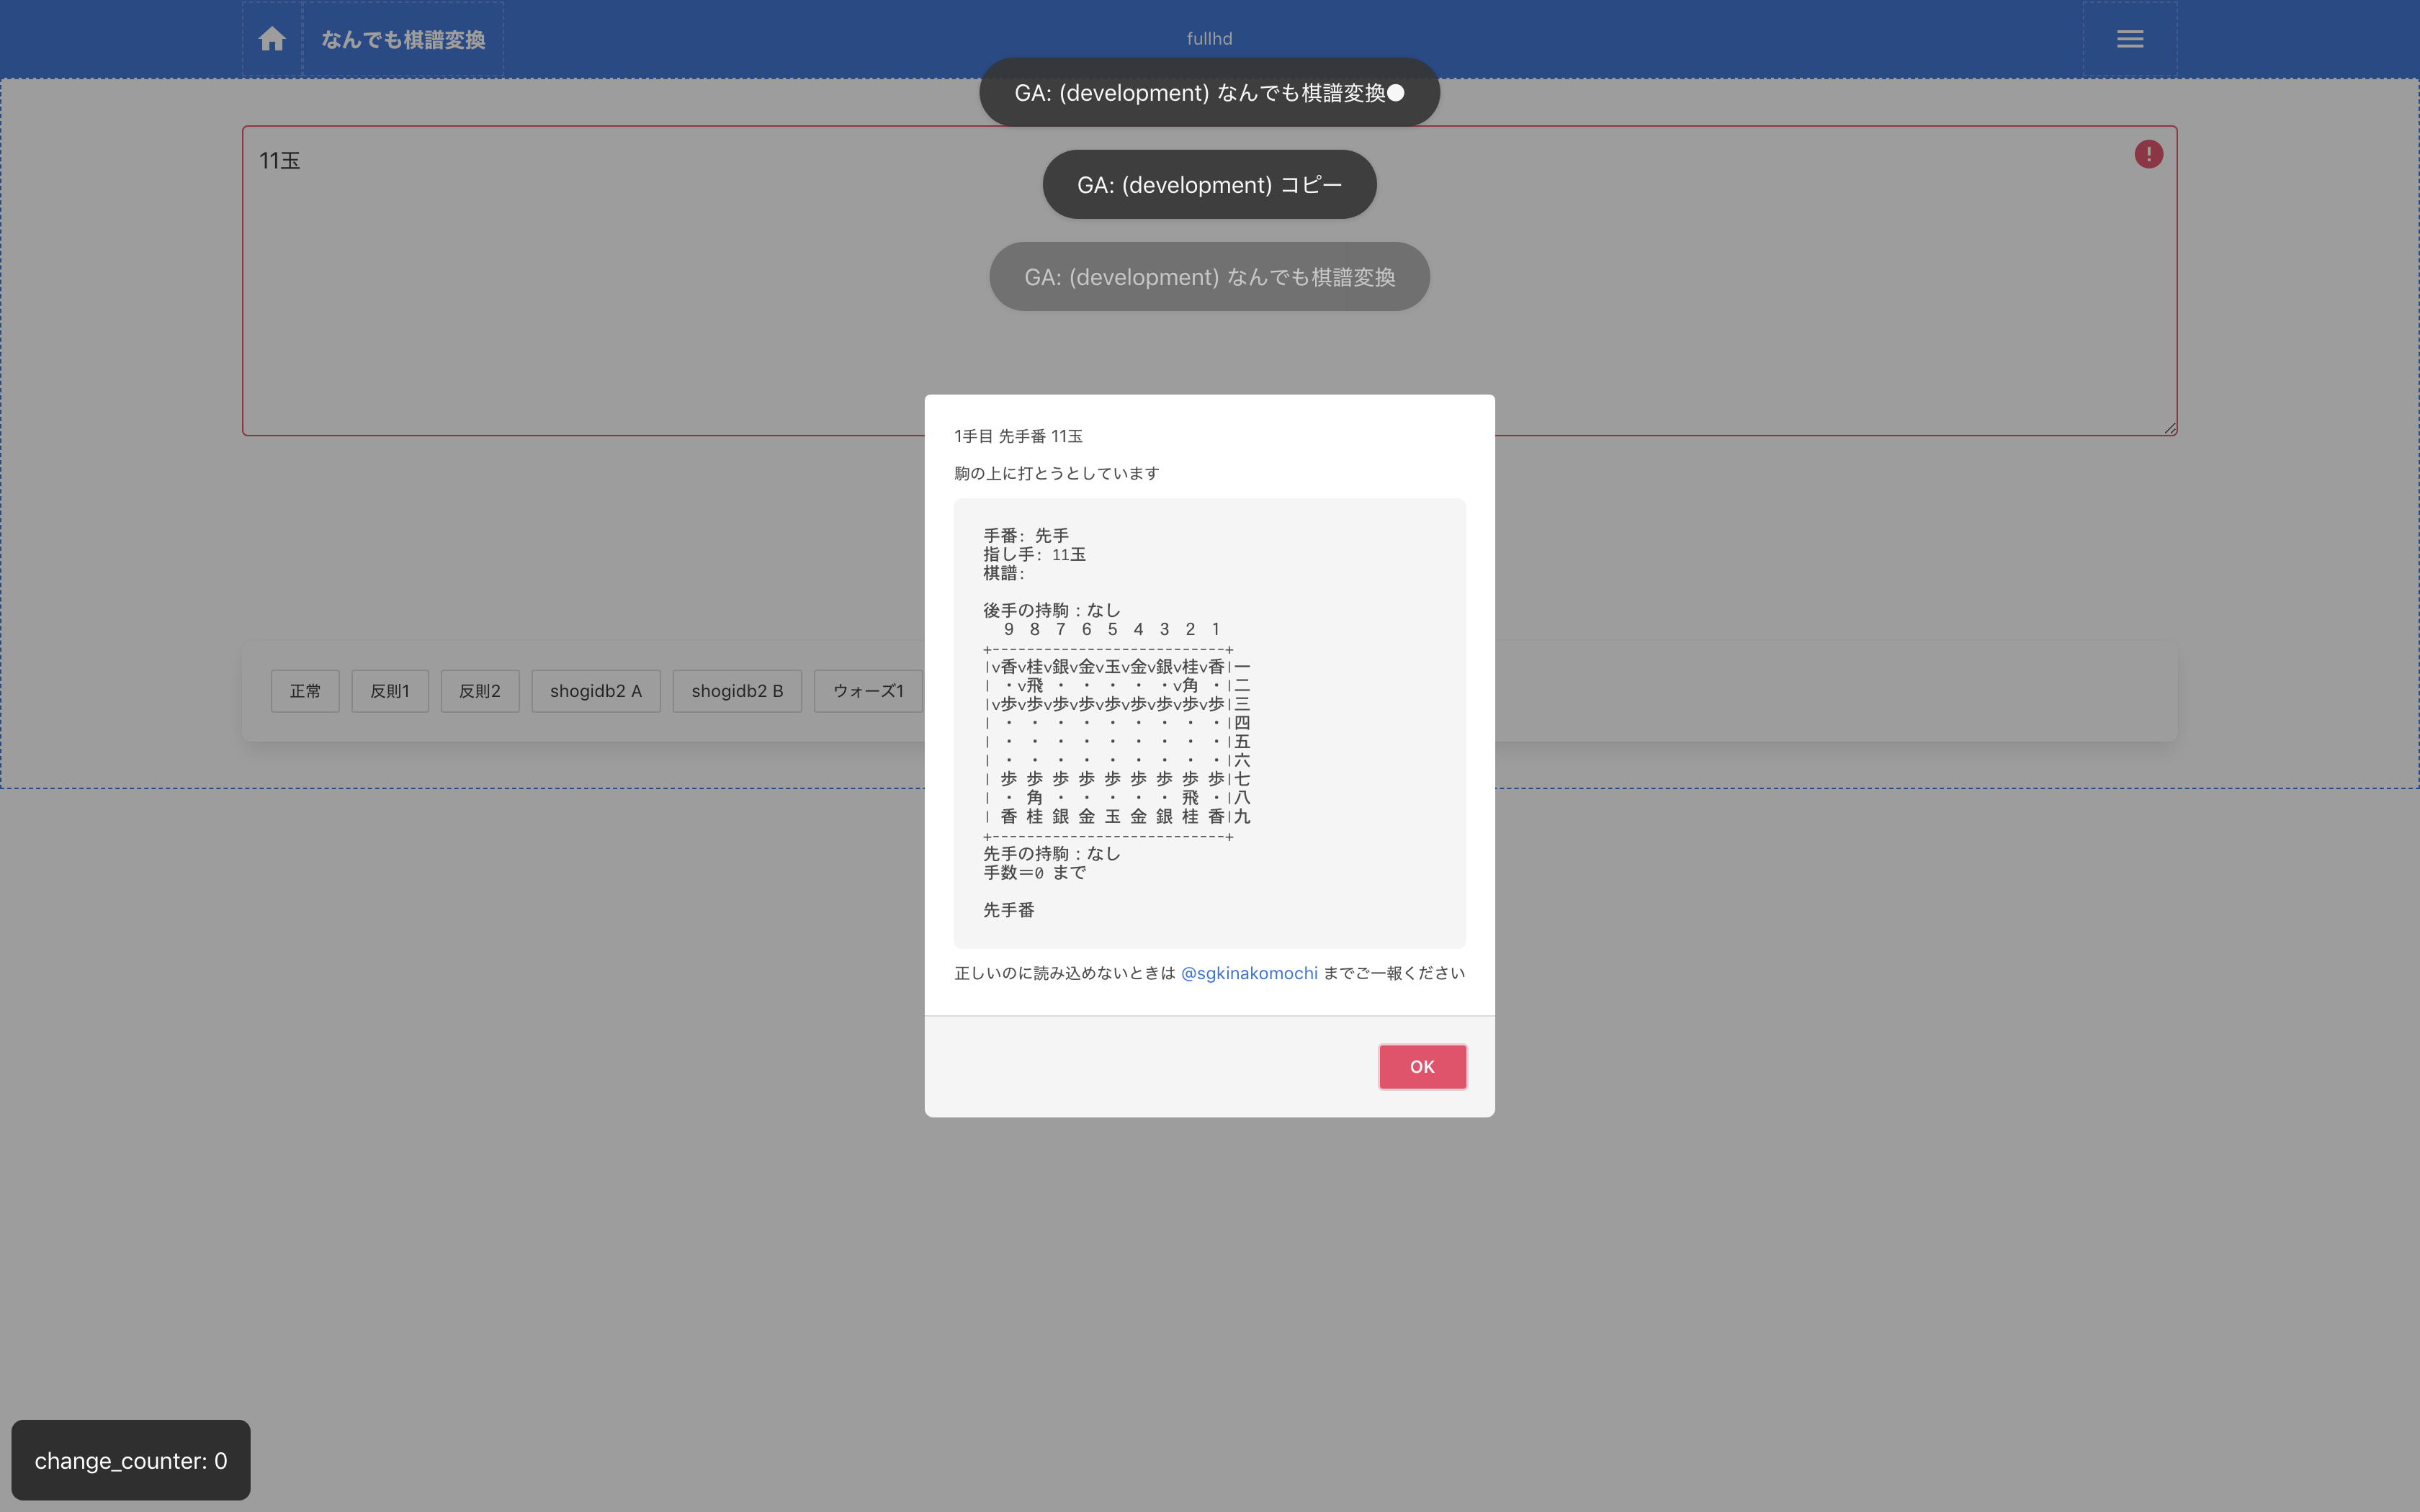 なんでも棋譜変換
fullhd
GA: (development) なんでも棋譜変換●
11玉
GA: (development) コピー
GA: (development) なんでも棋譜変換
1手目 先手番 11玉
駒の上に打とうとしています
手番: 先手
指し手: 11玉
棋譜:
後手の持駒：なし
  9 8 7 6 5 4 3 2 1
+---------------------------+
|v香v桂v銀v金v玉v金v銀v桂v香|一
| ・v飛 ・ ・ ・ ・ ・v角 ・|二
|v歩v歩v歩v歩v歩v歩v歩v歩v歩|三
| ・ ・ ・ ・ ・ ・ ・ ・ ・|四
| ・ ・ ・ ・ ・ ・ ・ ・ ・|五
| ・ ・ ・ ・ ・ ・ ・ ・ ・|六
| 歩 歩 歩 歩 歩 歩 歩 歩 歩|七
| ・ 角 ・ ・ ・ ・ ・ 飛 ・|八
| 香 桂 銀 金 玉 金 銀 桂 香|九
+---------------------------+
先手の持駒：なし
手数＝0 まで
先手番
正しいのに読み込めないときは @sgkinakomochi までご一報ください
OK
正常 反則1 反則2 shogidb2 A shogidb2 B ウォーズ1
change_counter: 0